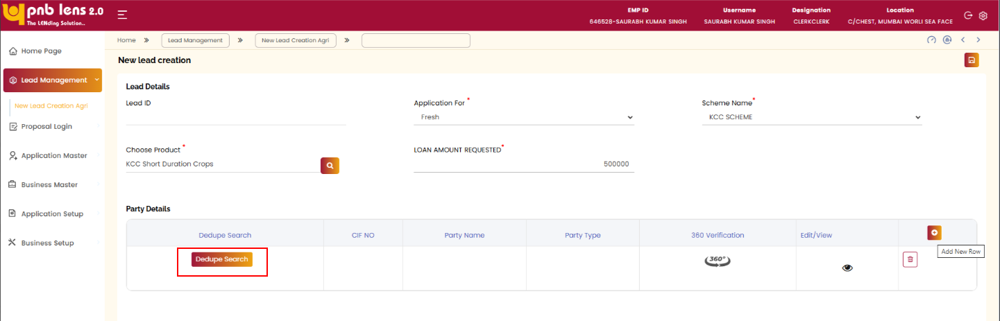 pnb lens 2.0
The LENding Solution..
EMP ID
646528-SAURABH KUMAR SINGH
Username
SAURABH KUMAR SINGH
Designation
CLERKCLERK
Location
C/CHEST, MUMBAI WORLI SEA FACE
Home » Lead Management » New Lead Creation Agri »
Home Page
Lead Management
New Lead Creation Agri
Proposal Login
Application Master
Business Master
Application Setup
Business Setup
New lead creation
Lead Details
Lead ID
Application For *
Fresh
Scheme Name*
KCC SCHEME
Choose Product *
KCC Short Duration Crops
LOAN AMOUNT REQUESTED*
500000
Party Details
Dedupe Search CIF NO Party Name Party Type 360 Verification Edit/View
Add New Row
Dedupe Search
360°